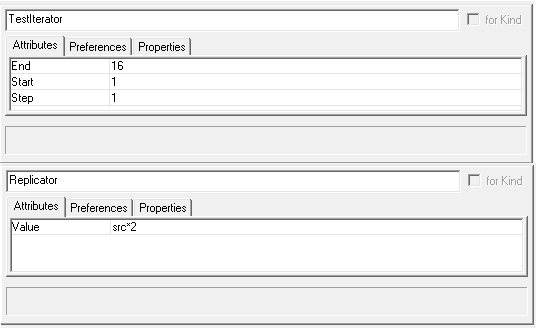 TestIterator for Kind
Attributes Preferences Properties
End 16
Start 1
Step 1
Replicator for Kind
Attributes Preferences Properties
Value src*2